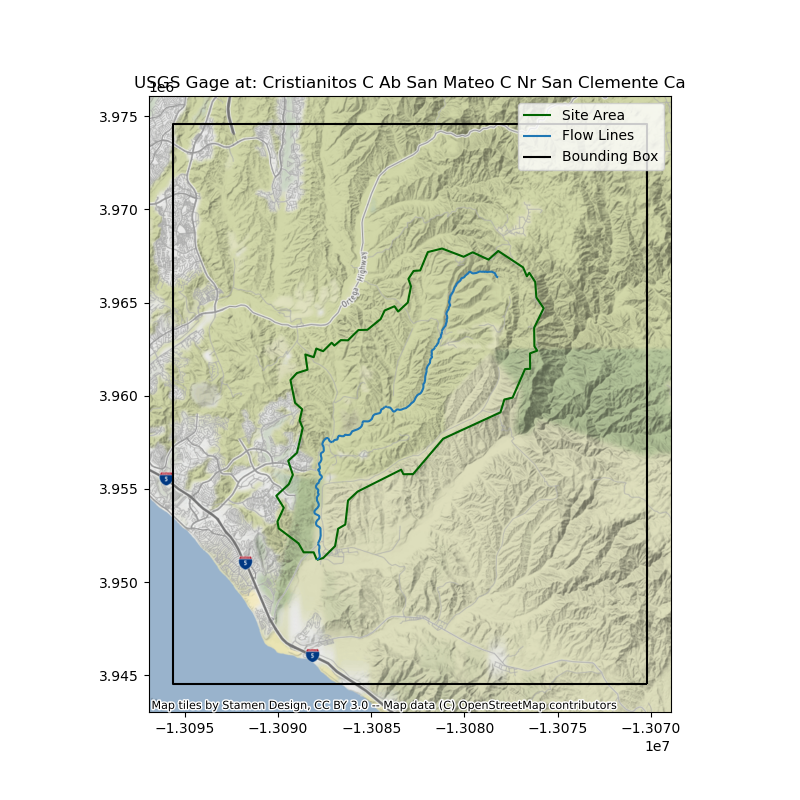 USGS Gage at: Cristianitos C Ab San Mateo C Nr San Clemente Ca
1e6
Site Area
Flow Lines
Bounding Box
3.975
3.970
3.965
3.960
3.955
3.950
3.945
Ortega Highway
5
5
5
Map tiles by Stamen Design, CC BY 3.0 -- Map data (C) OpenStreetMap contributors
−1.3095 −1.3090 −1.3085 −1.3080 −1.3075 −1.3070
1e7